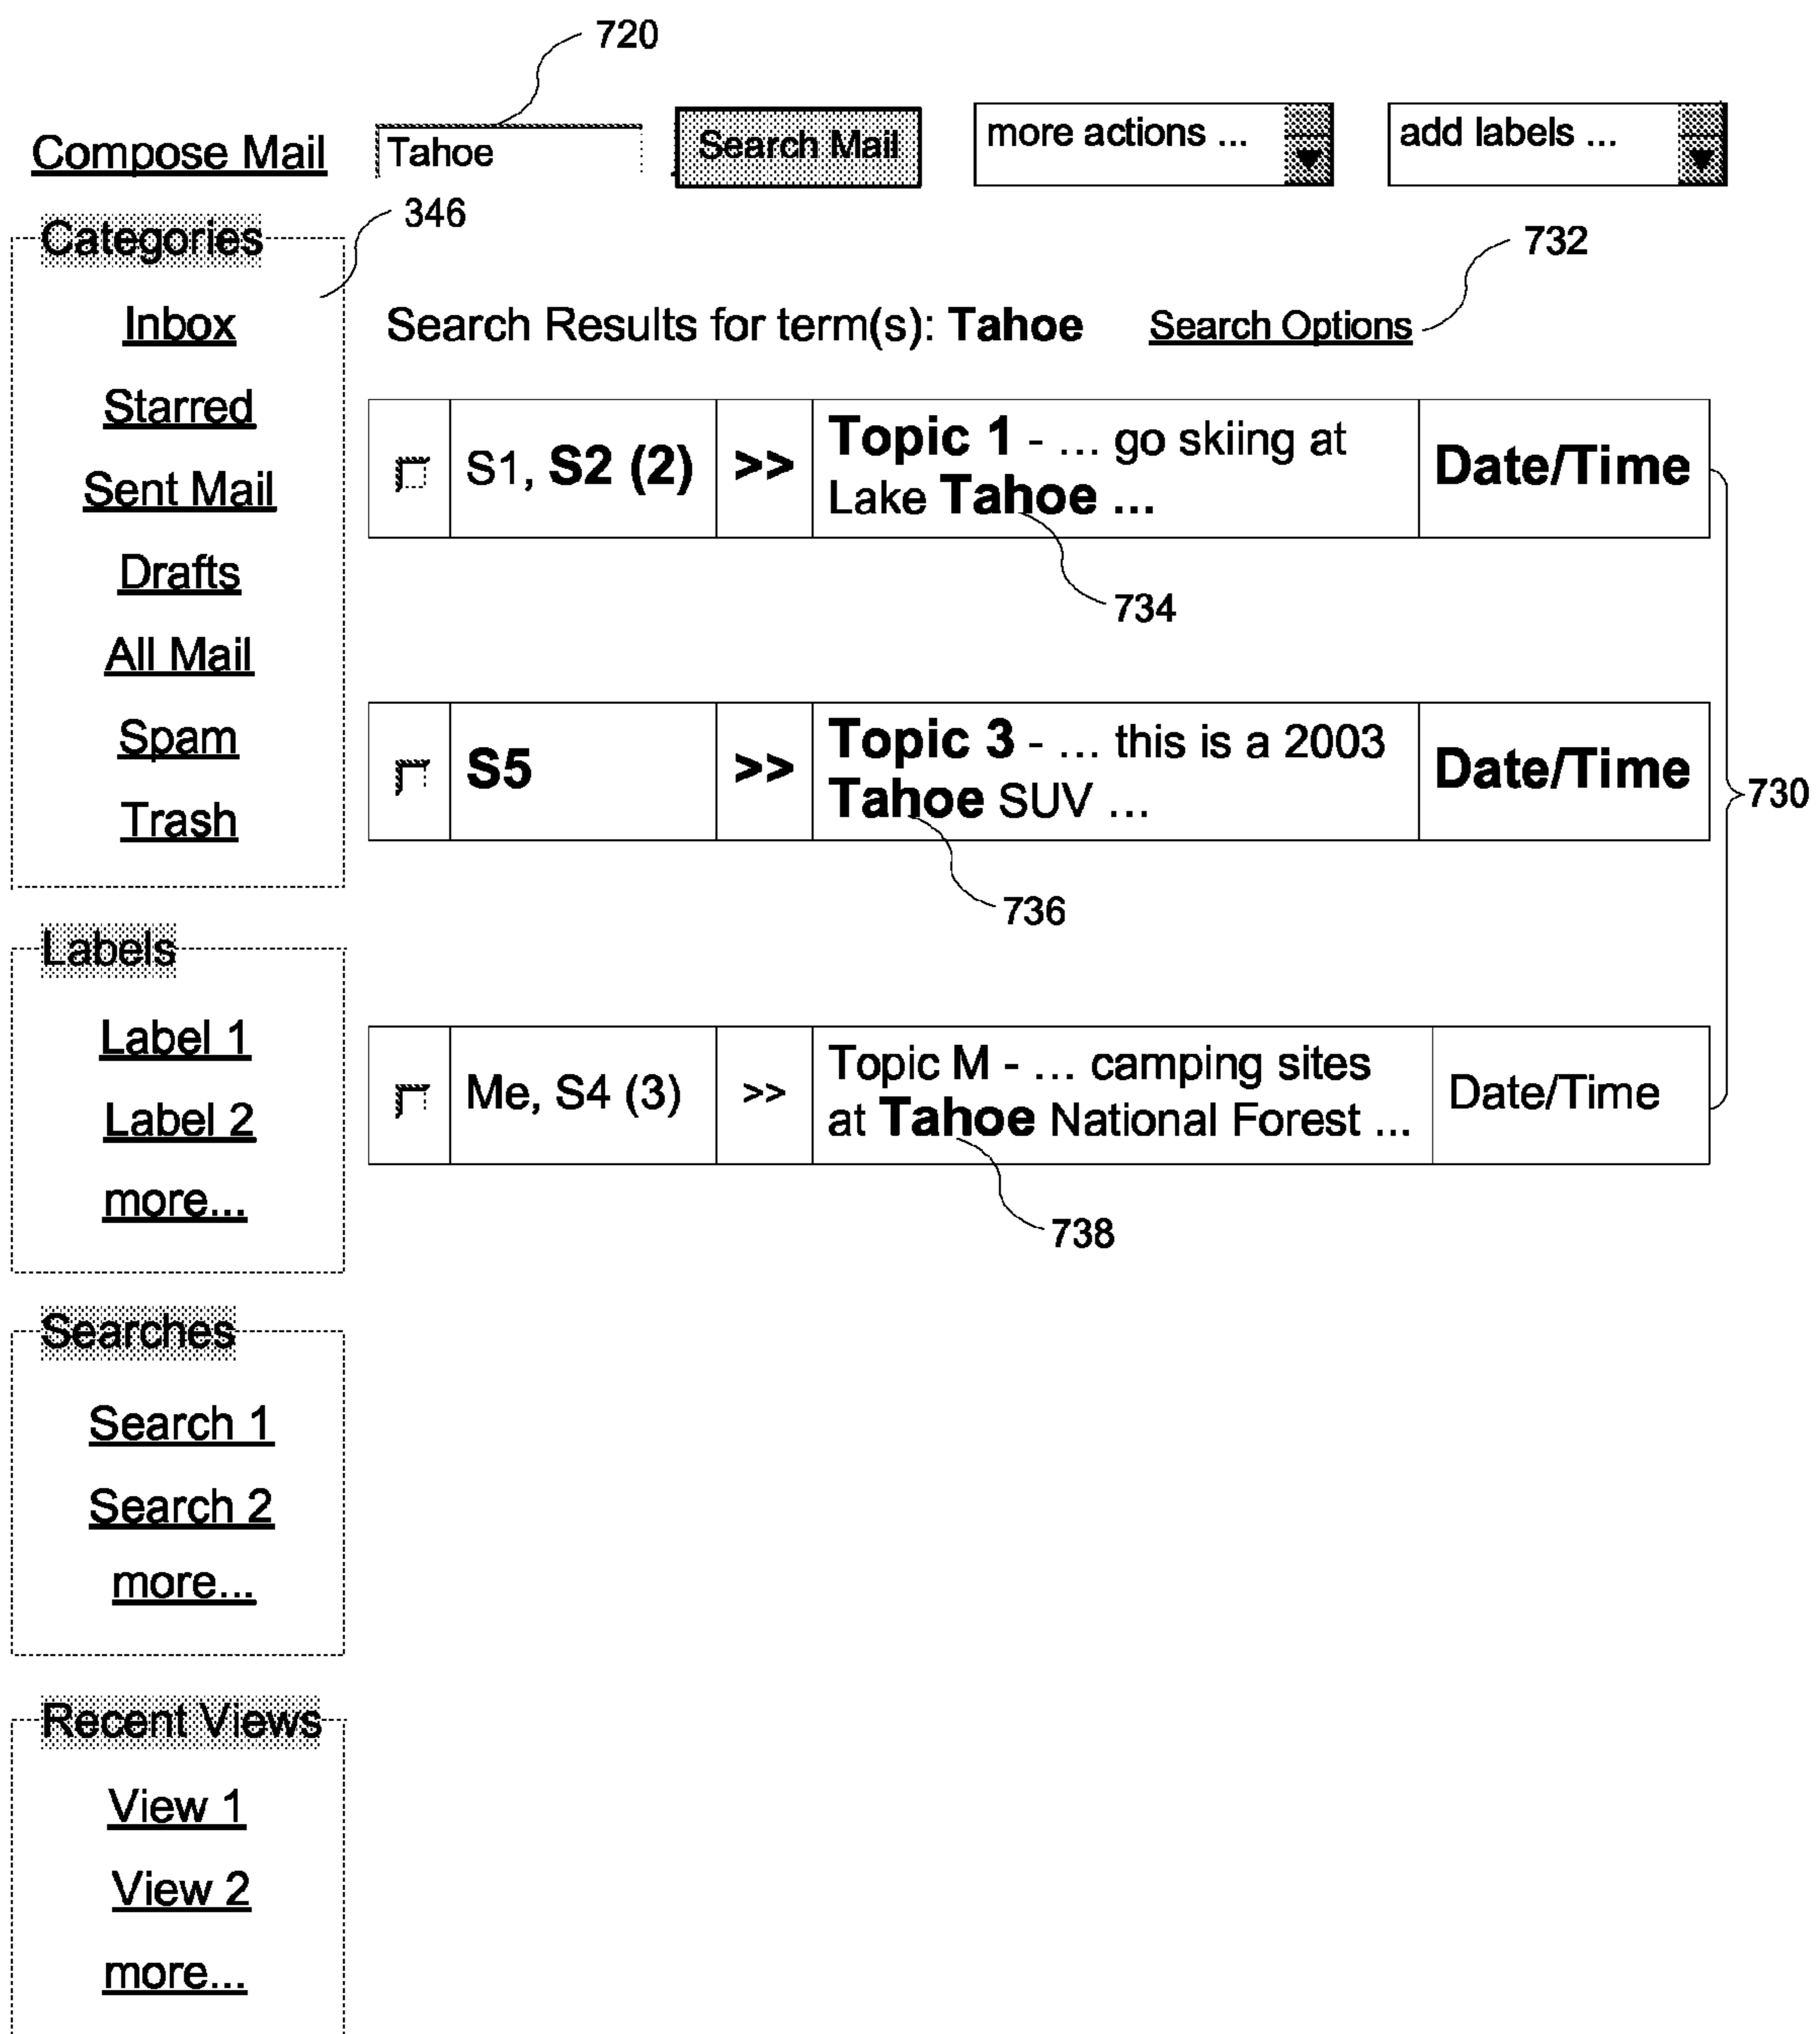 720
Compose Mail Tahoe Search Mail more actions ... add labels ...
Categories
346
732
Inbox
Starred
Sent Mail
Drafts
All Mail
Spam
Trash
Search Results for term(s): Tahoe Search Options
S1, S2 (2) >> Topic 1 - ... go skiing at Date/Time
Lake Tahoe ...
734
S5 >> Topic 3 - ... this is a 2003 Date/Time
Tahoe SUV ...
730
736
Me, S4 (3) >> Topic M - ... camping sites Date/Time
at Tahoe National Forest ...
738
Labels
Label 1
Label 2
more...
Searches
Search 1
Search 2
more...
Recent Views
View 1
View 2
more...